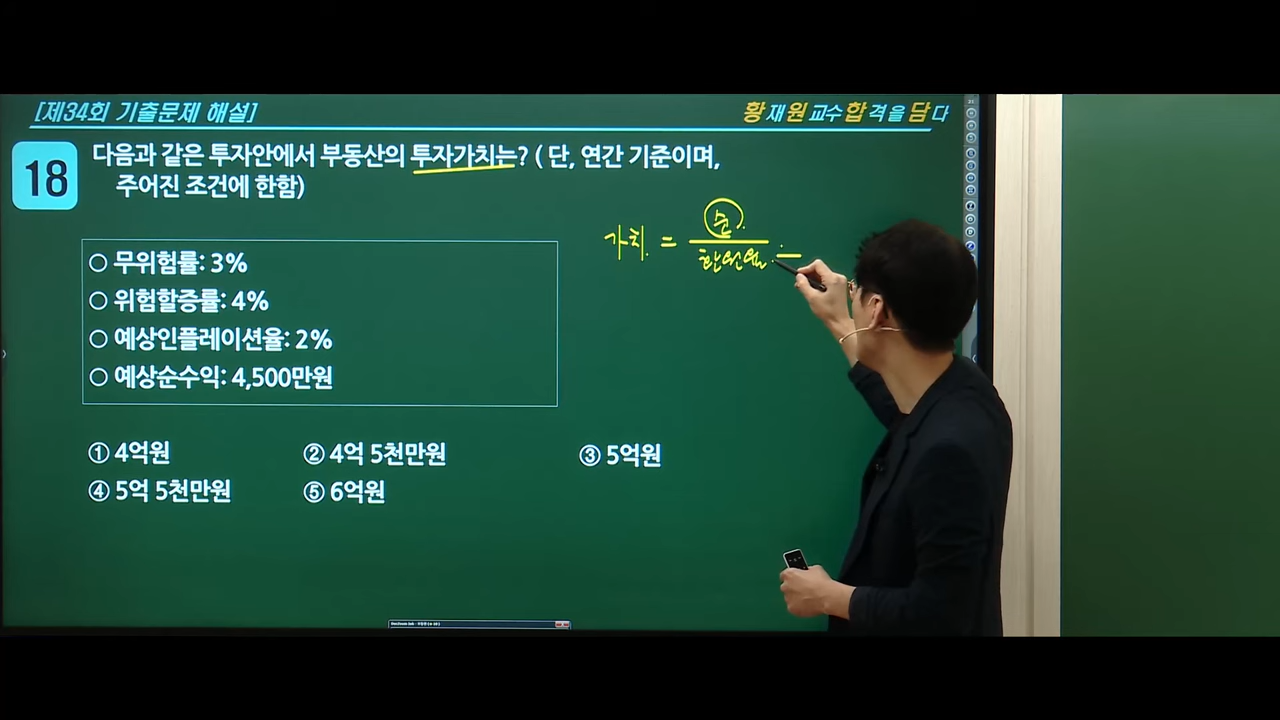 [제34회 기출문제 해설]
황재원 교수 합격을 담다
18
다음과 같은 투자안에서 부동산의 투자가치는? ( 단, 연간 기준이며,
주어진 조건에 한함)
가치 = 순
환원율
○ 무위험률: 3%
○ 위험할증률: 4%
○ 예상인플레이션율: 2%
○ 예상순수익: 4,500만원
① 4억원 ② 4억 5천만원 ③ 5억원
④ 5억 5천만원 ⑤ 6억원